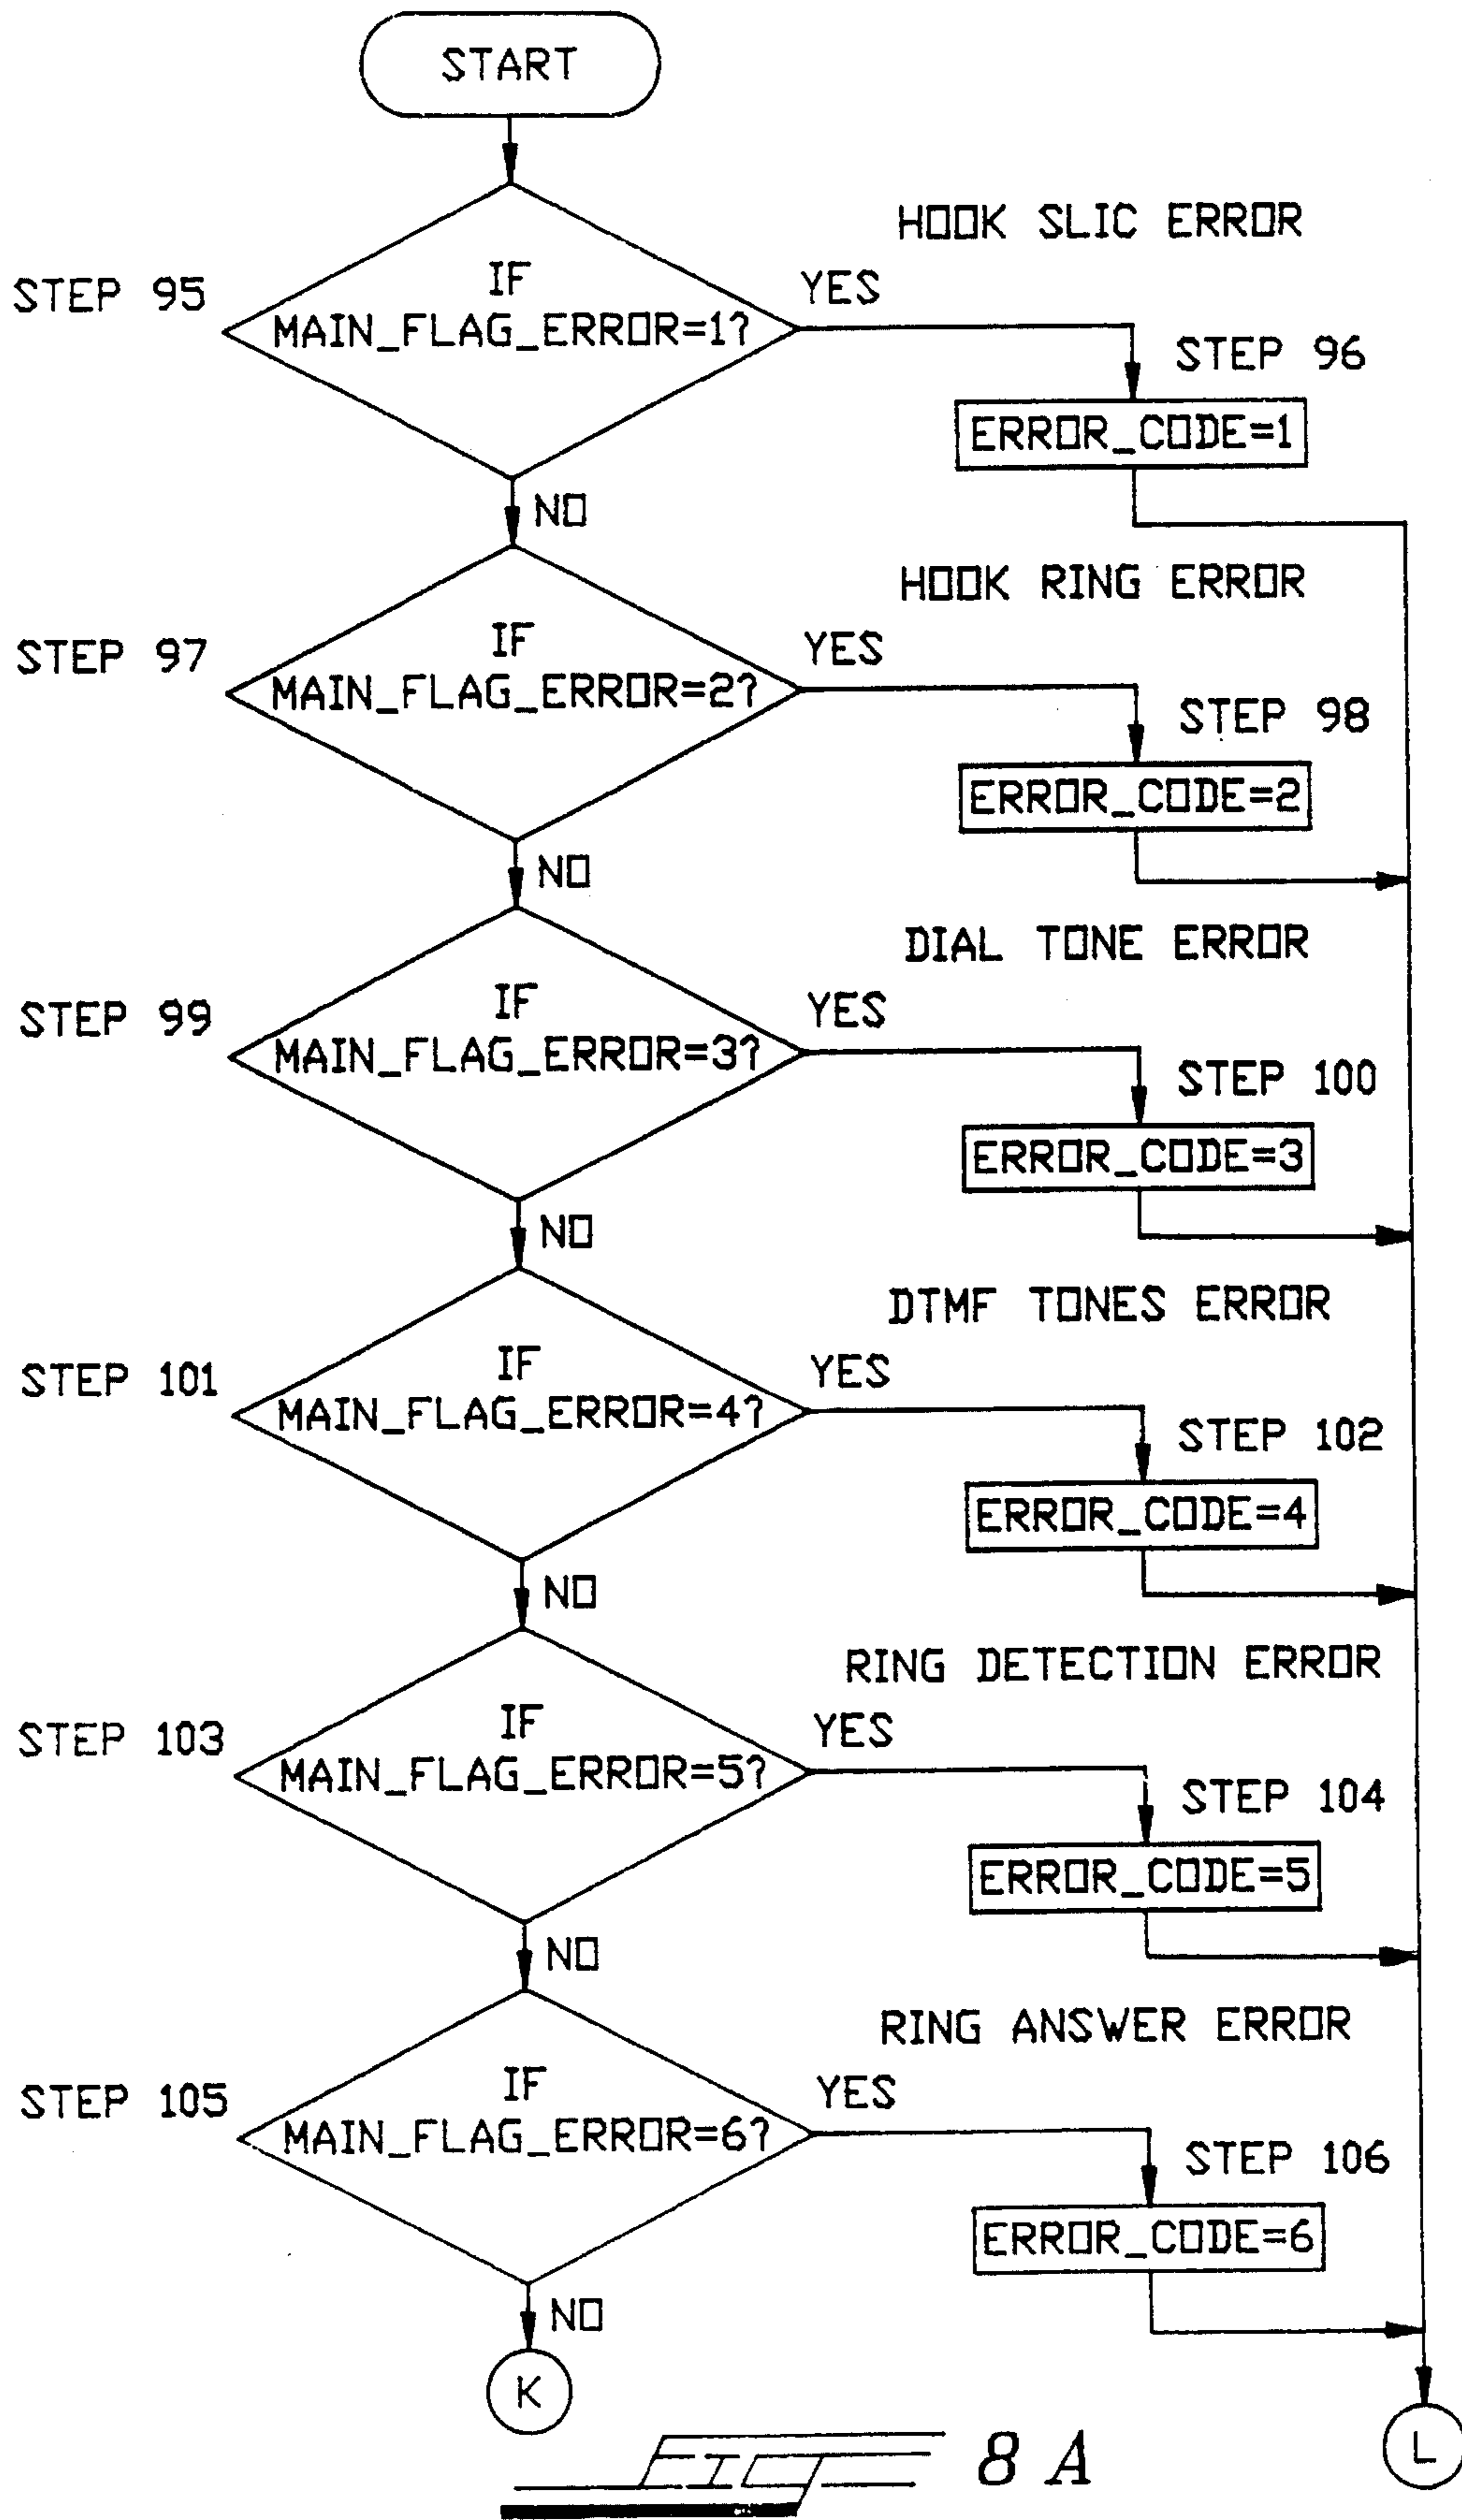 START
HOOK SLIC ERROR
STEP 95
IF
MAIN_FLAG_ERROR=1?
YES
STEP 96
ERROR_CODE=1
NO
HOOK RING ERROR
STEP 97
IF
MAIN_FLAG_ERROR=2?
YES
STEP 98
ERROR_CODE=2
NO
DIAL TONE ERROR
STEP 99
IF
MAIN_FLAG_ERROR=3?
YES
STEP 100
ERROR_CODE=3
NO
DTMF TONES ERROR
STEP 101
IF
MAIN_FLAG_ERROR=4?
YES
STEP 102
ERROR_CODE=4
NO
RING DETECTION ERROR
STEP 103
IF
MAIN_FLAG_ERROR=5?
YES
STEP 104
ERROR_CODE=5
NO
RING ANSWER ERROR
STEP 105
IF
MAIN_FLAG_ERROR=6?
YES
STEP 106
ERROR_CODE=6
NO
K
L
FIG 8A